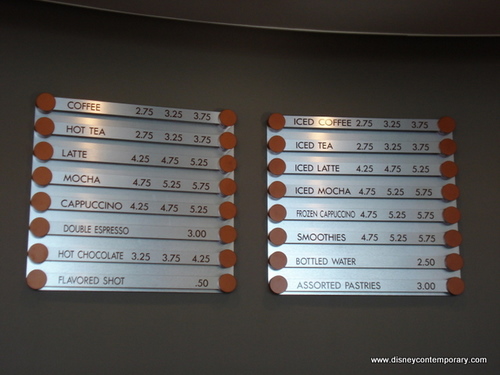 COFFEE 2.75 3.25 3.75
HOT TEA 2.75 3.25 3.75
LATTE 4.25 4.75 5.25
MOCHA 4.75 5.25 5.75
CAPPUCCINO 4.25 4.75 5.25
DOUBLE ESPRESSO 3.00
HOT CHOCOLATE 3.25 3.75 4.25
FLAVORED SHOT .50
ICED COFFEE 2.75 3.25 3.75
ICED TEA 2.75 3.25 3.75
ICED LATTE 4.25 4.75 5.25
ICED MOCHA 4.75 5.25 5.75
FROZEN CAPPUCCINO 4.75 5.25 5.75
SMOOTHIES 4.75 5.25 5.75
BOTTLED WATER 2.50
ASSORTED PASTRIES 3.00
www.disneycontemporary.com